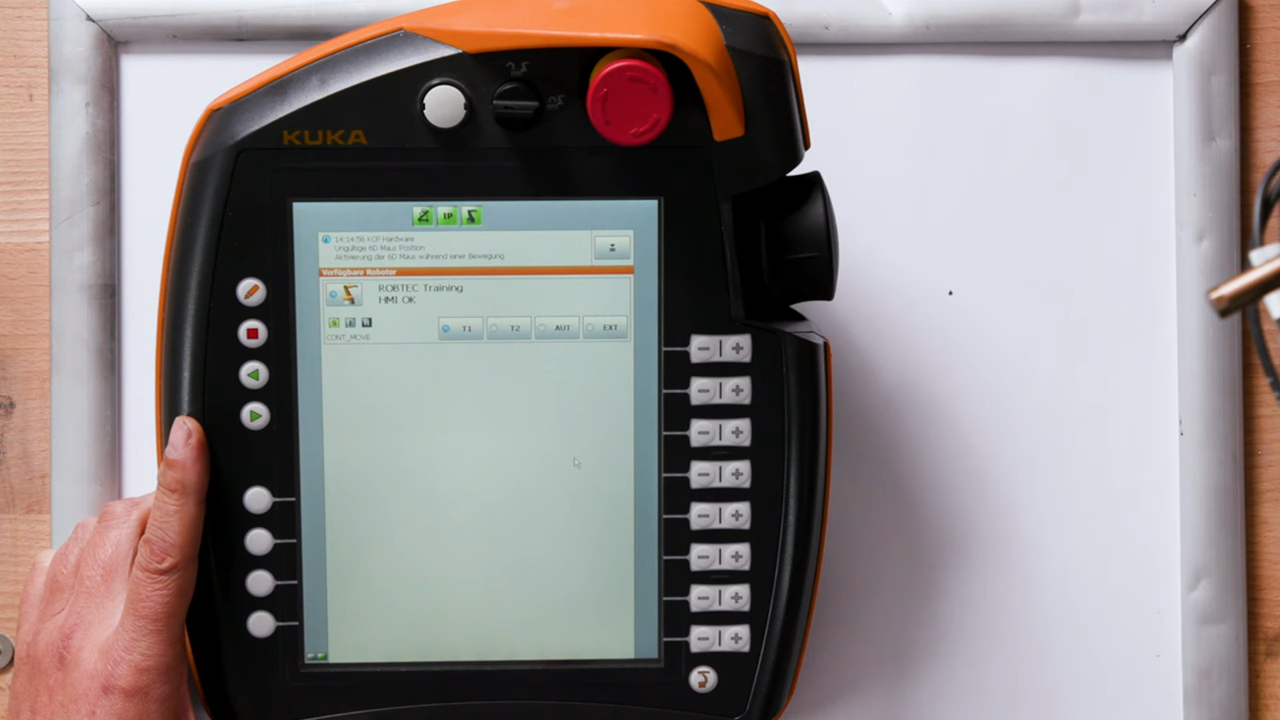 KUKA
IP
14:14:56 KCP Hardware
Ungültige 6D Maus Position
Aktivierung der 6D Maus während einer Bewegung
Verfügbare Roboter
ROBTEC Training
HMI OK
S I R
T1 T2 AUT EXT
CONT_MOVE